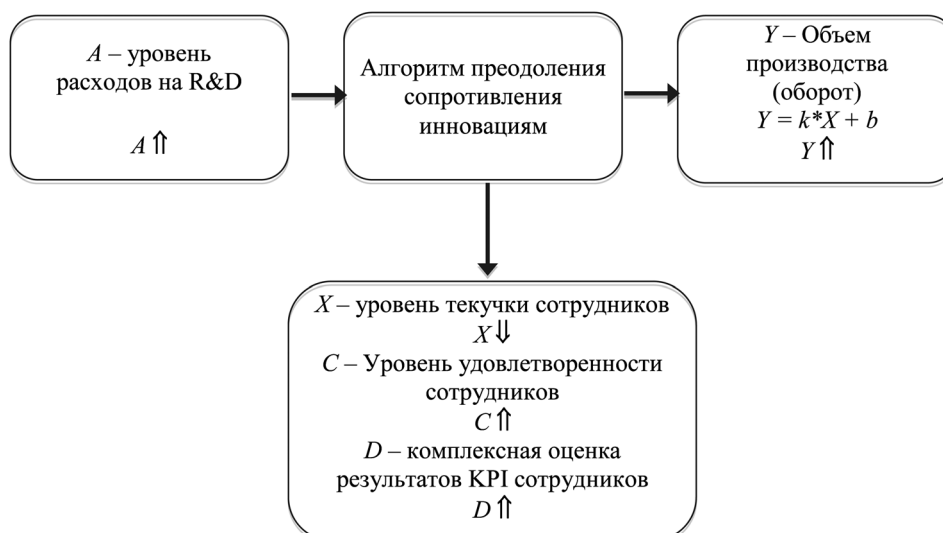 A – уровень
расходов на R&D
A⇑
Алгоритм преодоления
сопротивления
инновациям
Y – Объем
производства
(оборот)
Y = k*X + b
Y⇑
X – уровень текучки сотрудников
X⇓
C – Уровень удовлетворенности
сотрудников
C⇑
D – комплексная оценка
результатов KPI сотрудников
D⇑